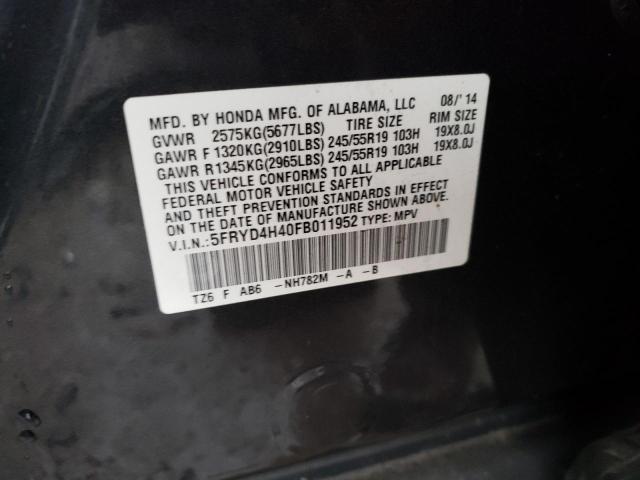 MFD. BY HONDA MFG. OF ALABAMA, LLC 08/'14
GVWR 2575KG(5677LBS) TIRE SIZE RIM SIZE
GAWR F 1320KG(2910LBS) 245/55R19 103H 19X8.0J
GAWR R1345KG(2965LBS) 245/55R19 103H 19X8.0J
THIS VEHICLE CONFORMS TO ALL APPLICABLE
FEDERAL MOTOR VEHICLE SAFETY
AND THEFT PREVENTION STANDARDS IN EFFECT
ON THE DATE OF MANUFACTURE SHOWN ABOVE.
V.I.N.:5FRYD4H40FB011952 TYPE: MPV
TZ6 F AB6 -NH782M -A -B